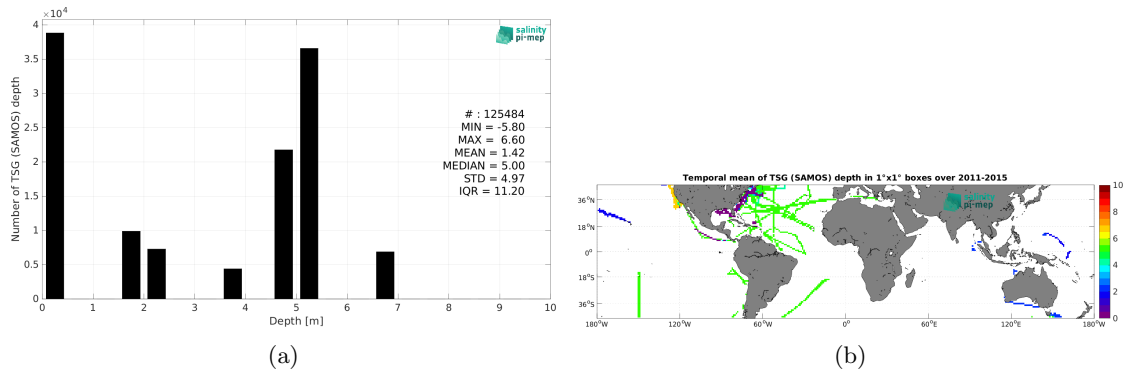 ×10⁴
4
3.5
3
2.5
2
1.5
1
0.5
0
Number of TSG (SAMOS) depth
0 1 2 3 4 5 6 7 8 9 10
Depth [m]
salinity
pi-mep
# : 125484
MIN = -5.80
MAX = 6.60
MEAN = 1.42
MEDIAN = 5.00
STD = 4.97
IQR = 11.20
(a)
Temporal mean of TSG (SAMOS) depth in 1°x1° boxes over 2011-2015
salinity
pi-mep
36°N
18°N
0°
18°S
36°S
180°W 120°W 60°W 0° 60°E 120°E 180°W
10
8
6
4
2
0
(b)